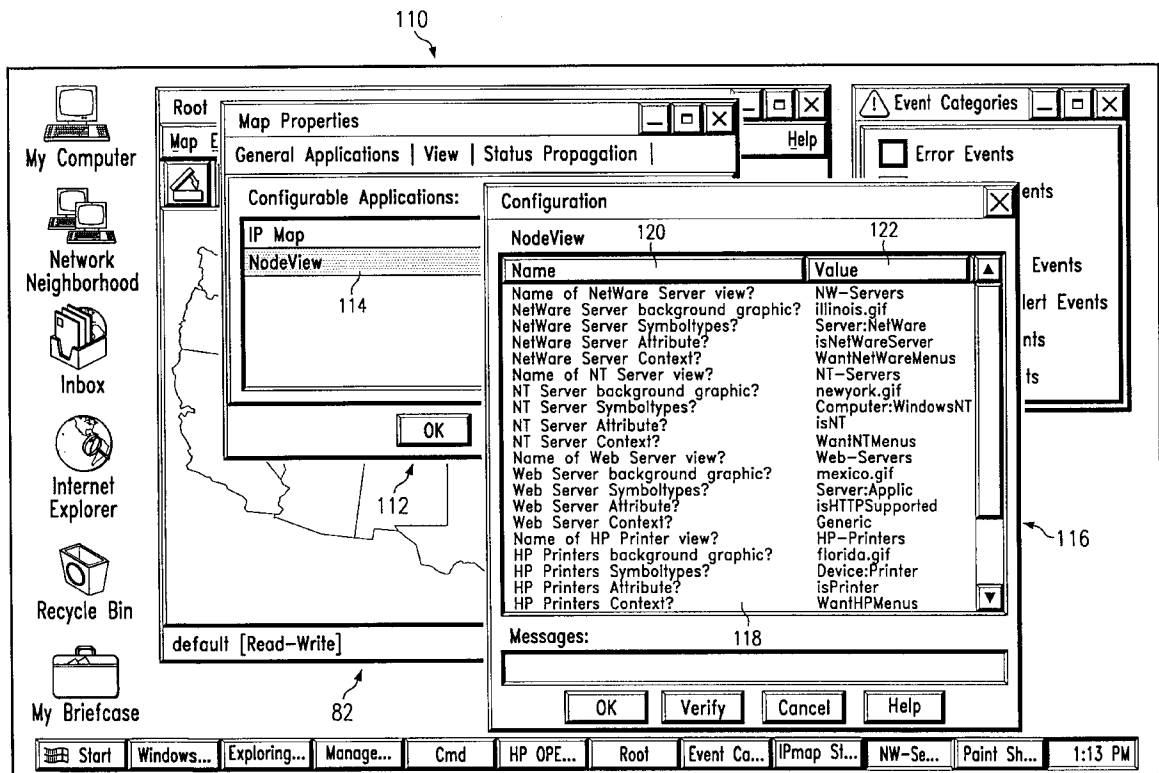 110
My Computer
Network
Neighborhood
Inbox
Internet
Explorer
Recycle Bin
My Briefcase
Root
Map E
Help
Map Properties
General Applications | View | Status Propagation |
Configurable Applications:
IP Map
NodeView
114
OK
112
default [Read-Write]
82
Event Categories
Error Events
ents
Events
lert Events
nts
ts
Configuration
NodeView
120
122
Name Value
Name of NetWare Server view? NW-Servers
NetWare Server background graphic? illinois.gif
NetWare Server Symboltypes? Server:NetWare
NetWare Server Attribute? isNetWareServer
NetWare Server Context? WantNetWareMenus
Name of NT Server view? NT-Servers
NT Server background graphic? newyork.gif
NT Server Symboltypes? Computer:WindowsNT
NT Server Attribute? isNT
NT Server Context? WantNTMenus
Name of Web Server view? Web-Servers
Web Server background graphic? mexico.gif
Web Server Symboltypes? Server:Applic
Web Server Attribute? isHTTPSupported
Web Server Context? Generic
Name of HP Printer view? HP-Printers
HP Printers background graphic? florida.gif
HP Printers Symboltypes? Device:Printer
HP Printers Attribute? isPrinter
HP Printers Context? WantHPMenus
116
118
Messages:
OK Verify Cancel Help
Start Windows... Exploring... Manage... Cmd HP OPE... Root Event Ca... IPmap St... NW-Se... Paint Sh... 1:13 PM